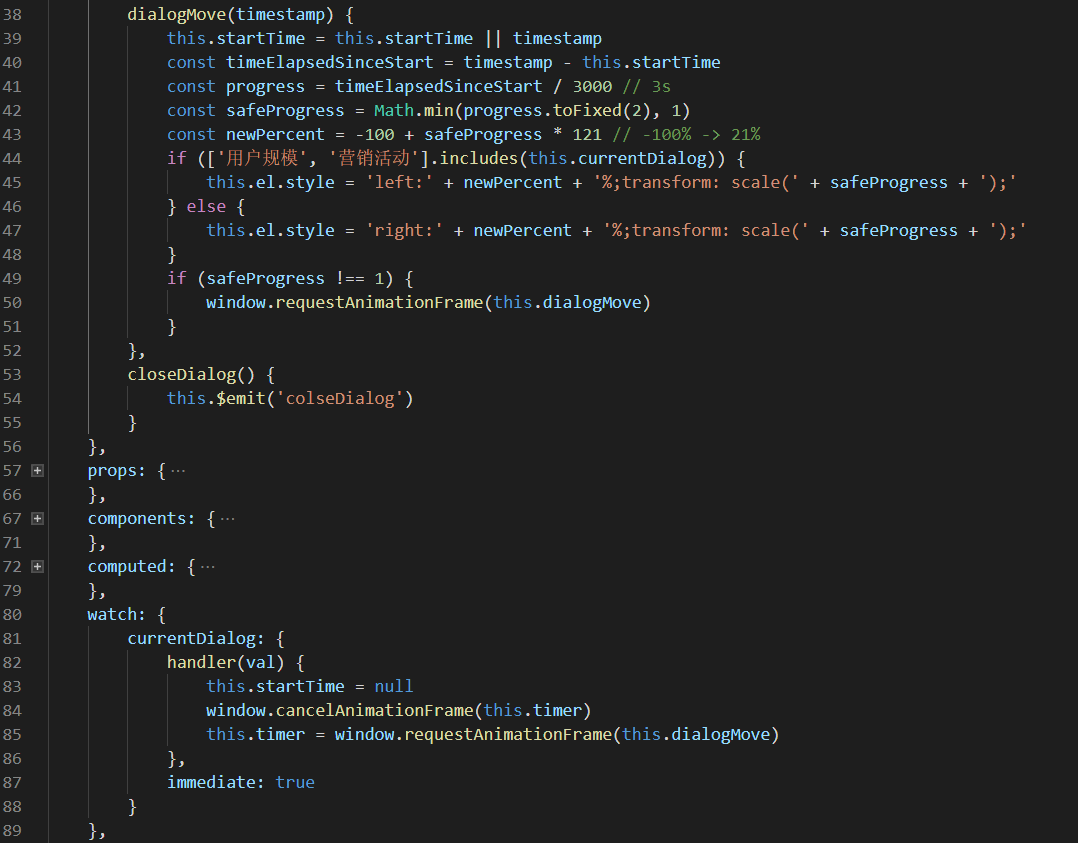 38 dialogMove(timestamp) {
39 this.startTime = this.startTime || timestamp
40 const timeElapsedSinceStart = timestamp - this.startTime
41 const progress = timeElapsedSinceStart / 3000 // 3s
42 const safeProgress = Math.min(progress.toFixed(2), 1)
43 const newPercent = -100 + safeProgress * 121 // -100% -> 21%
44 if (['用户规模', '营销活动'].includes(this.currentDialog)) {
45 this.el.style = 'left:' + newPercent + '%;transform: scale(' + safeProgress + ');'
46 } else {
47 this.el.style = 'right:' + newPercent + '%;transform: scale(' + safeProgress + ');'
48 }
49 if (safeProgress !== 1) {
50 window.requestAnimationFrame(this.dialogMove)
51 }
52 },
53 closeDialog() {
54 this.$emit('colseDialog')
55 }
56 },
57 props: { ···
66 },
67 components: { ···
71 },
72 computed: { ···
79 },
80 watch: {
81 currentDialog: {
82 handler(val) {
83 this.startTime = null
84 window.cancelAnimationFrame(this.timer)
85 this.timer = window.requestAnimationFrame(this.dialogMove)
86 },
87 immediate: true
88 }
89 },